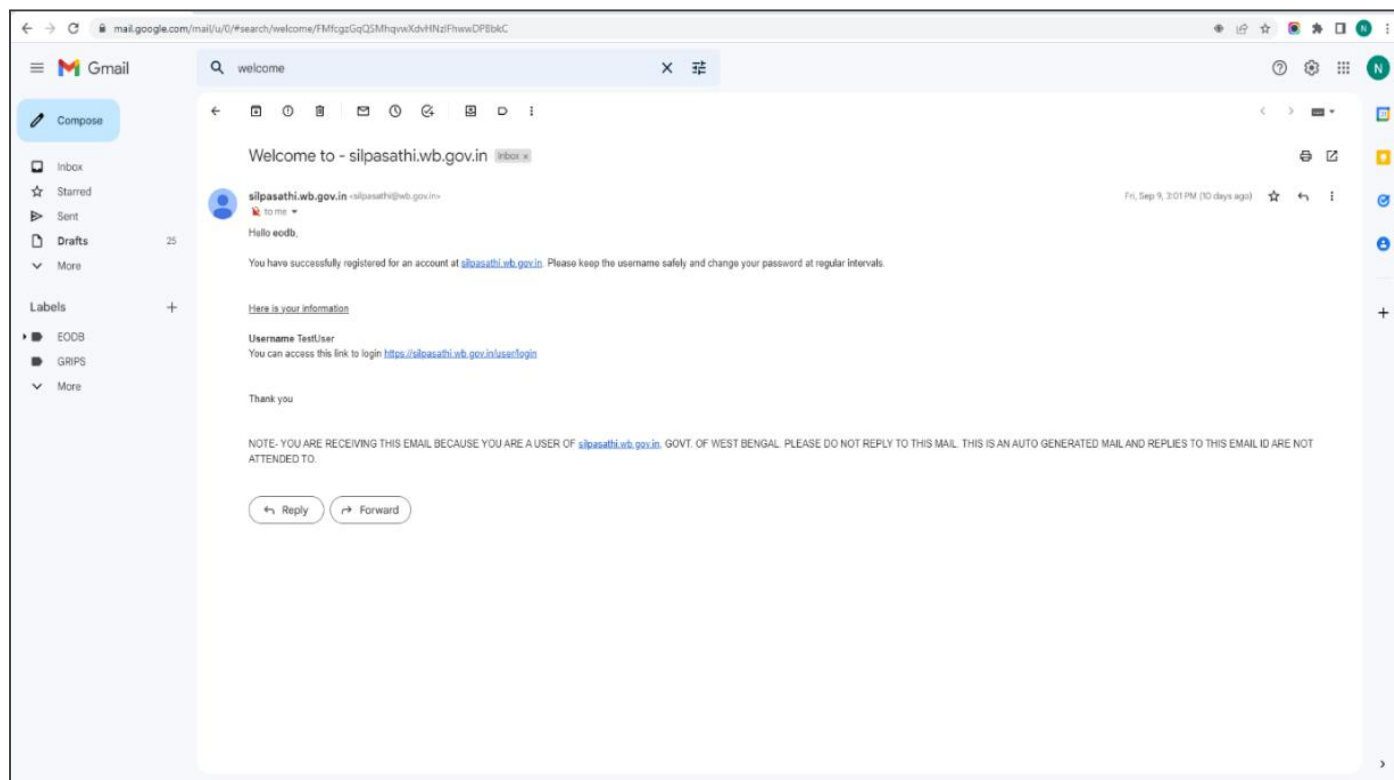 mail.google.com/mail/u/0/#search/welcome/FMfcgzGqQSMhqvwXdvHNzlFhwwDPBbkC
N
Gmail
welcome
N
Compose
Inbox
Starred
Sent
Drafts 25
More
Labels
EODB
GRIPS
More
Welcome to - silpasathi.wb.gov.in Inbox x
silpasathi.wb.gov.in <silpasathi@wb.gov.in>
Fri, Sep 9, 3:01 PM (10 days ago)
to me
Hello eodb,
You have successfully registered for an account at silpasathi.wb.gov.in. Please keep the username safely and change your password at regular intervals.
Here is your information
Username TestUser
You can access this link to login https://silpasathi.wb.gov.in/user/login
Thank you
NOTE- YOU ARE RECEIVING THIS EMAIL BECAUSE YOU ARE A USER OF silpasathi.wb.gov.in, GOVT. OF WEST BENGAL. PLEASE DO NOT REPLY TO THIS MAIL. THIS IS AN AUTO GENERATED MAIL AND REPLIES TO THIS EMAIL ID ARE NOT
ATTENDED TO.
Reply
Forward